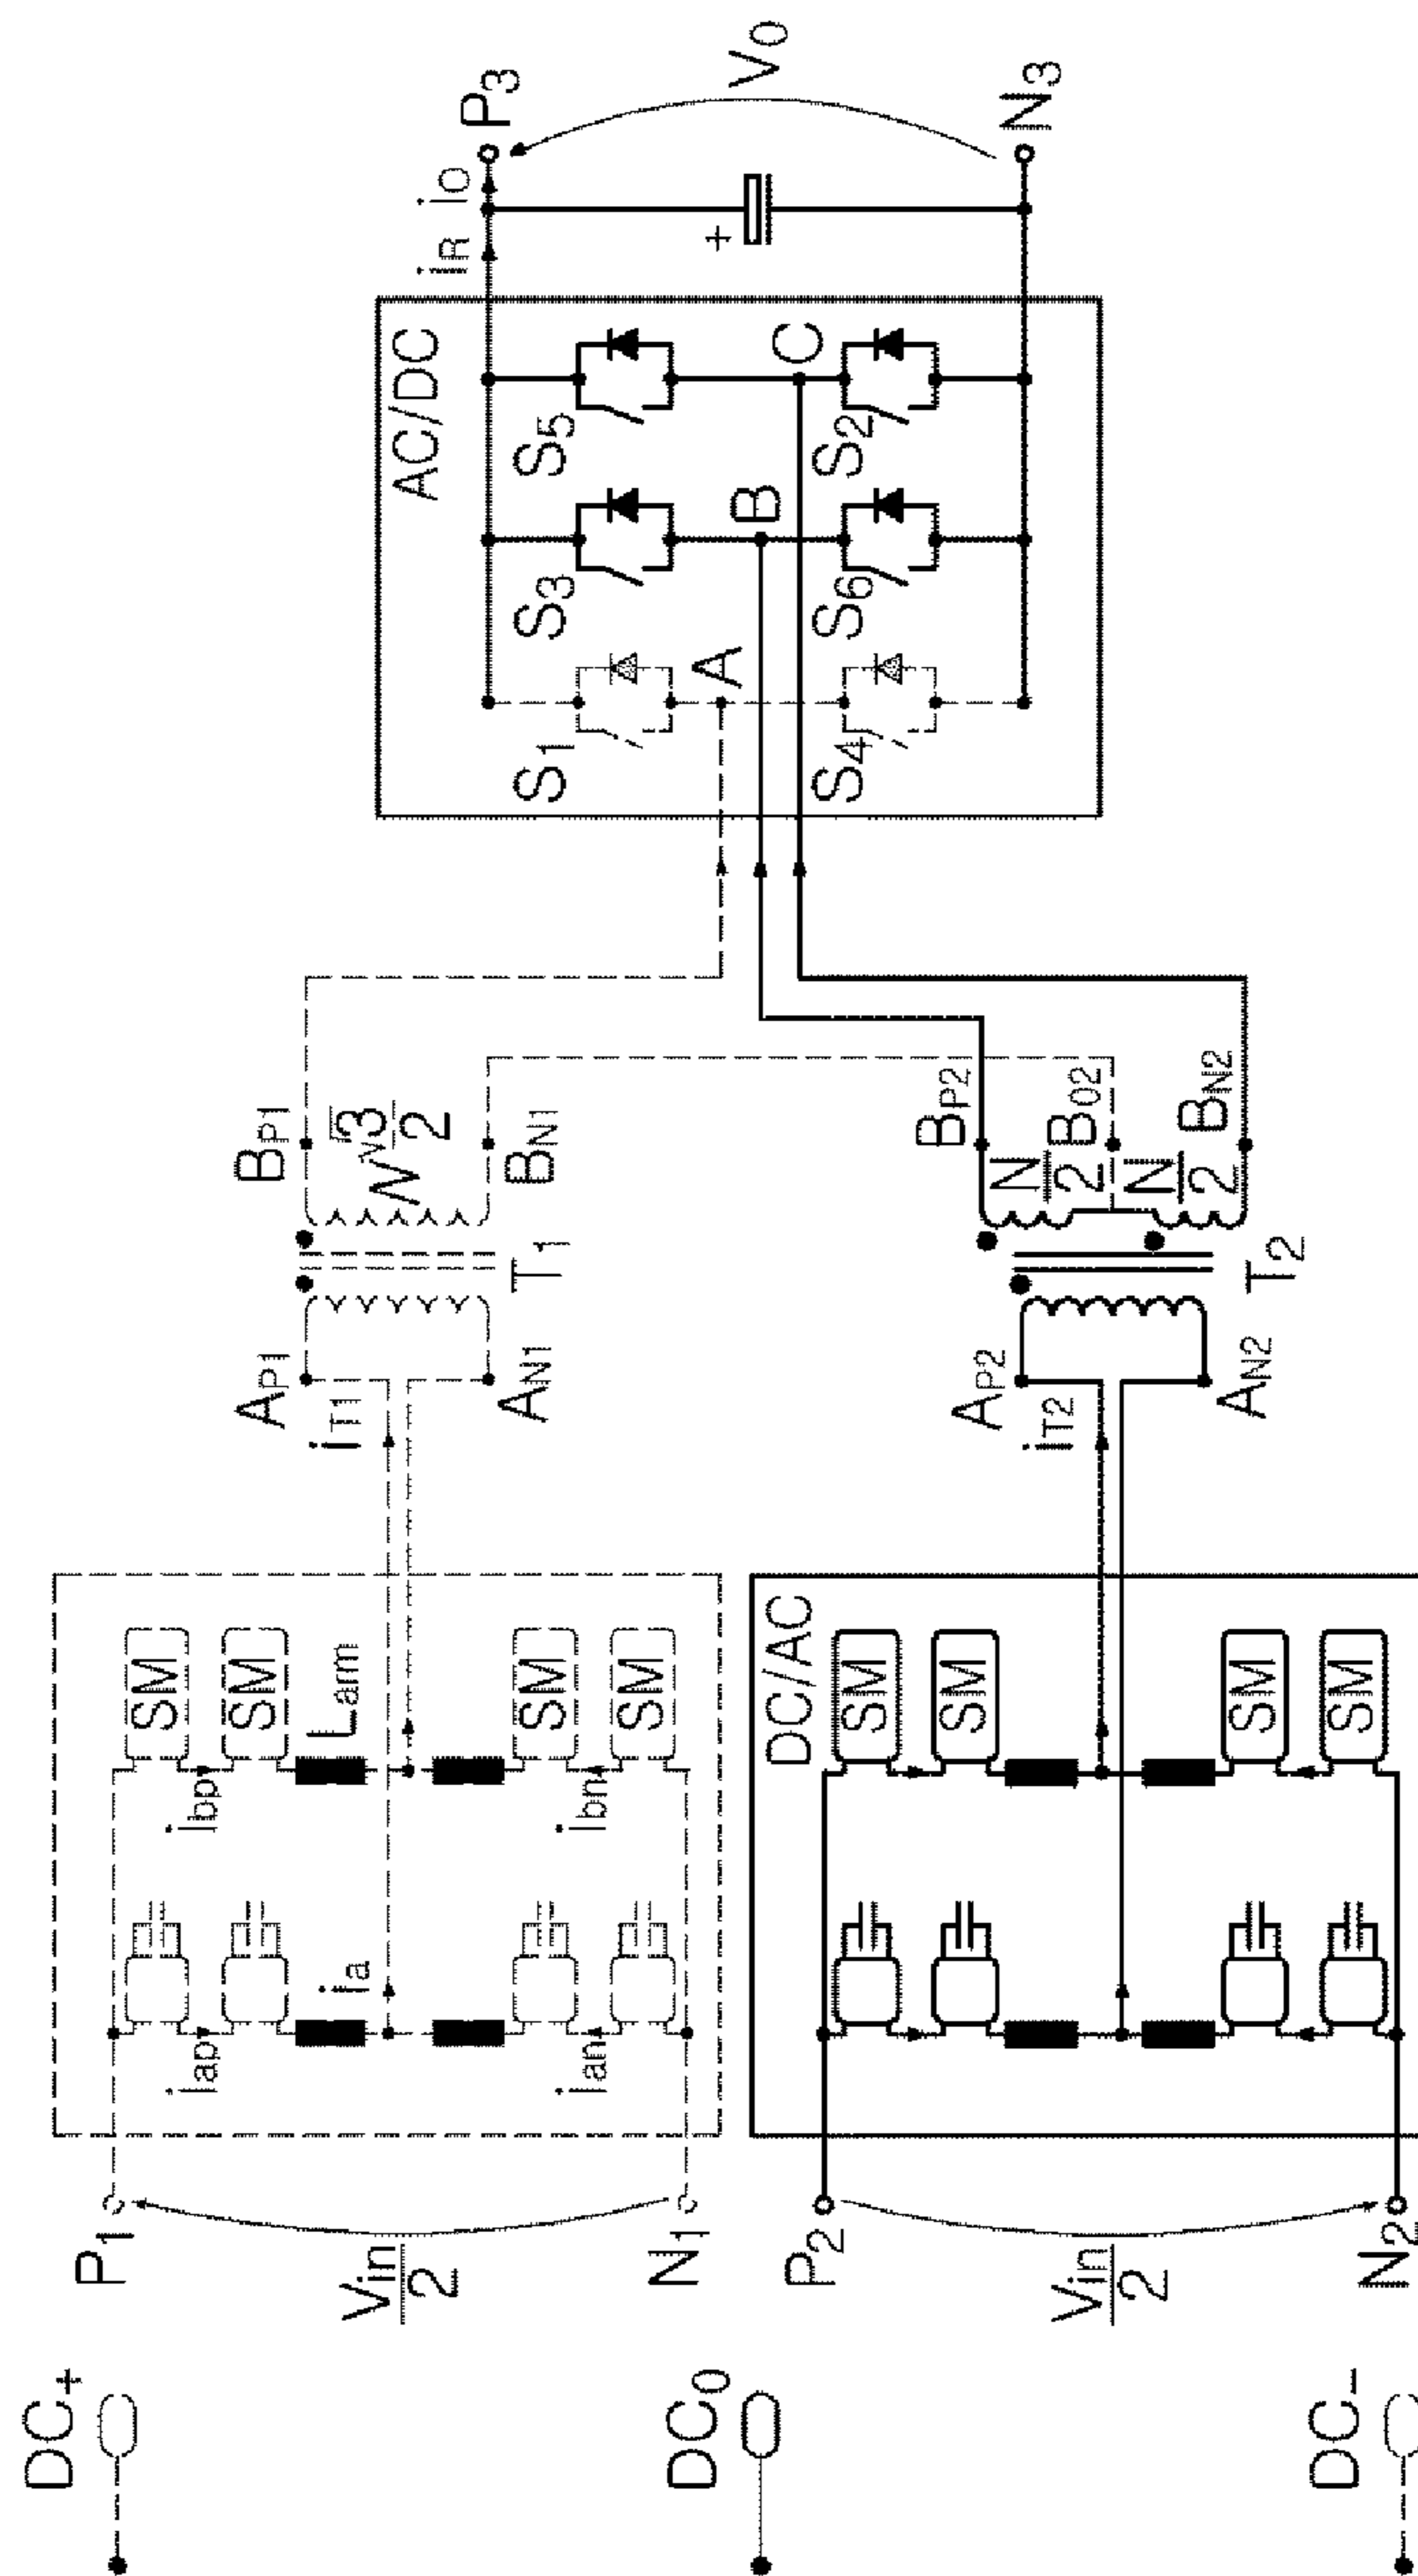 DC+
DC0
DC−
P1
Vin/2
N1
P2
Vin/2
N2
iap
ian
ia
ibp
ibn
Larm
SM
SM
SM
SM
DC/AC
SM
SM
SM
SM
AP1
iT1
AN1
T1
BP1
N√3/2
BN1
AP2
iT2
AN2
T2
BP2
N/2
BO2
N/2
BN2
AC/DC
S1
S3
S5
A
B
C
S4
S6
S2
iR
iO
+
P3
VO
N3